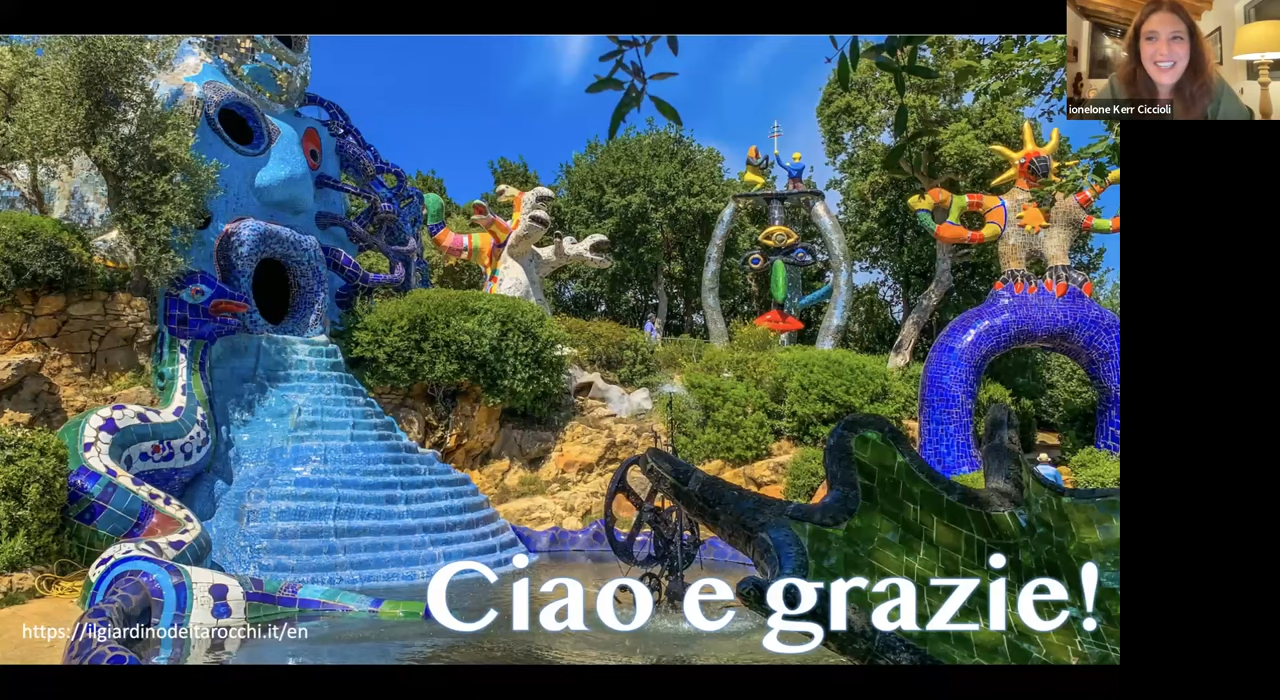 ionelone Kerr Ciccioli
Ciao e grazie!
https://ilgiardinodeitarocchi.it/en